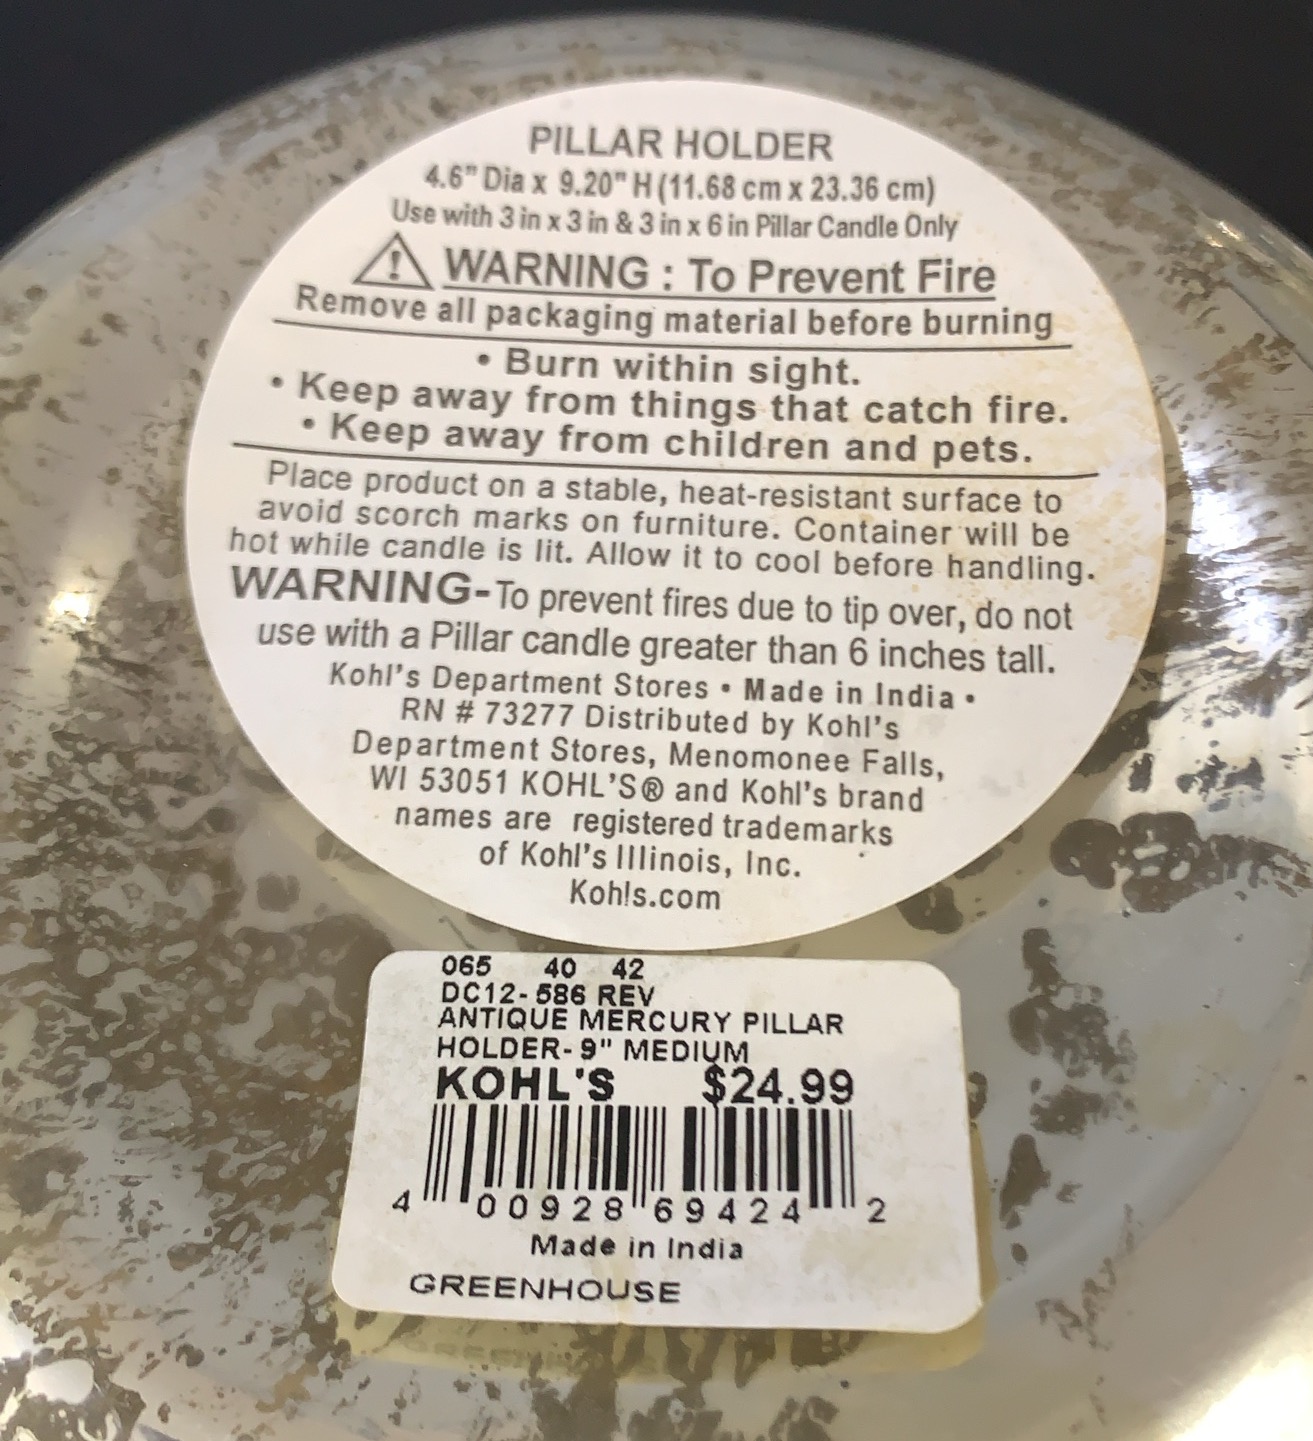 PILLAR HOLDER
4.6" Dia x 9.20" H (11.68 cm x 23.36 cm)
Use with 3 in x 3 in & 3 in x 6 in Pillar Candle Only
WARNING : To Prevent Fire
Remove all packaging material before burning
• Burn within sight.
• Keep away from things that catch fire.
• Keep away from children and pets.
Place product on a stable, heat-resistant surface to
avoid scorch marks on furniture. Container will be
hot while candle is lit. Allow it to cool before handling.
WARNING-To prevent fires due to tip over, do not
use with a Pillar candle greater than 6 inches tall.
Kohl's Department Stores • Made in India •
RN # 73277 Distributed by Kohl's
Department Stores, Menomonee Falls,
WI 53051 KOHL'S® and Kohl's brand
names are registered trademarks
of Kohl's Illinois, Inc.
Kohls.com
065 40 42
DC12-586 REV
ANTIQUE MERCURY PILLAR
HOLDER-9" MEDIUM
KOHL'S $24.99
4 00928 69424 2
Made in India
GREENHOUSE